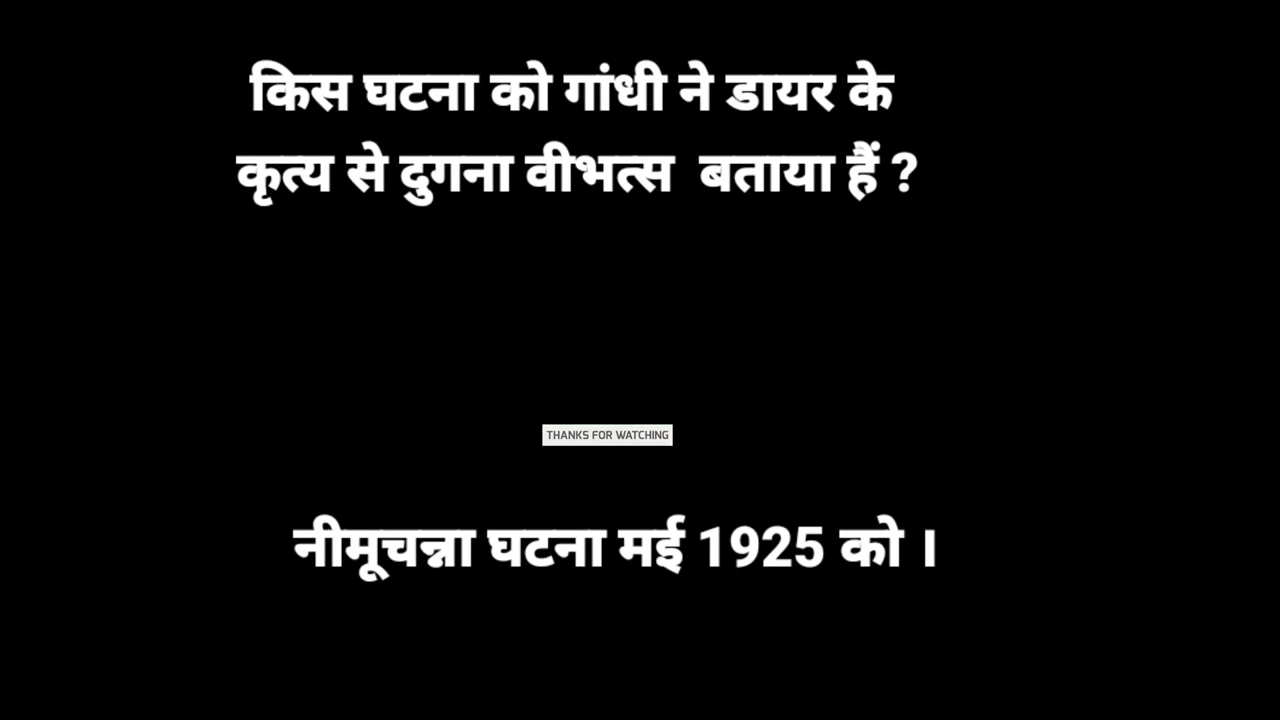 किस घटना को गांधी ने डायर के
कृत्य से दुगना वीभत्स बताया हैं ?
THANKS FOR WATCHING
नीमूचन्ना घटना मई 1925 को ।